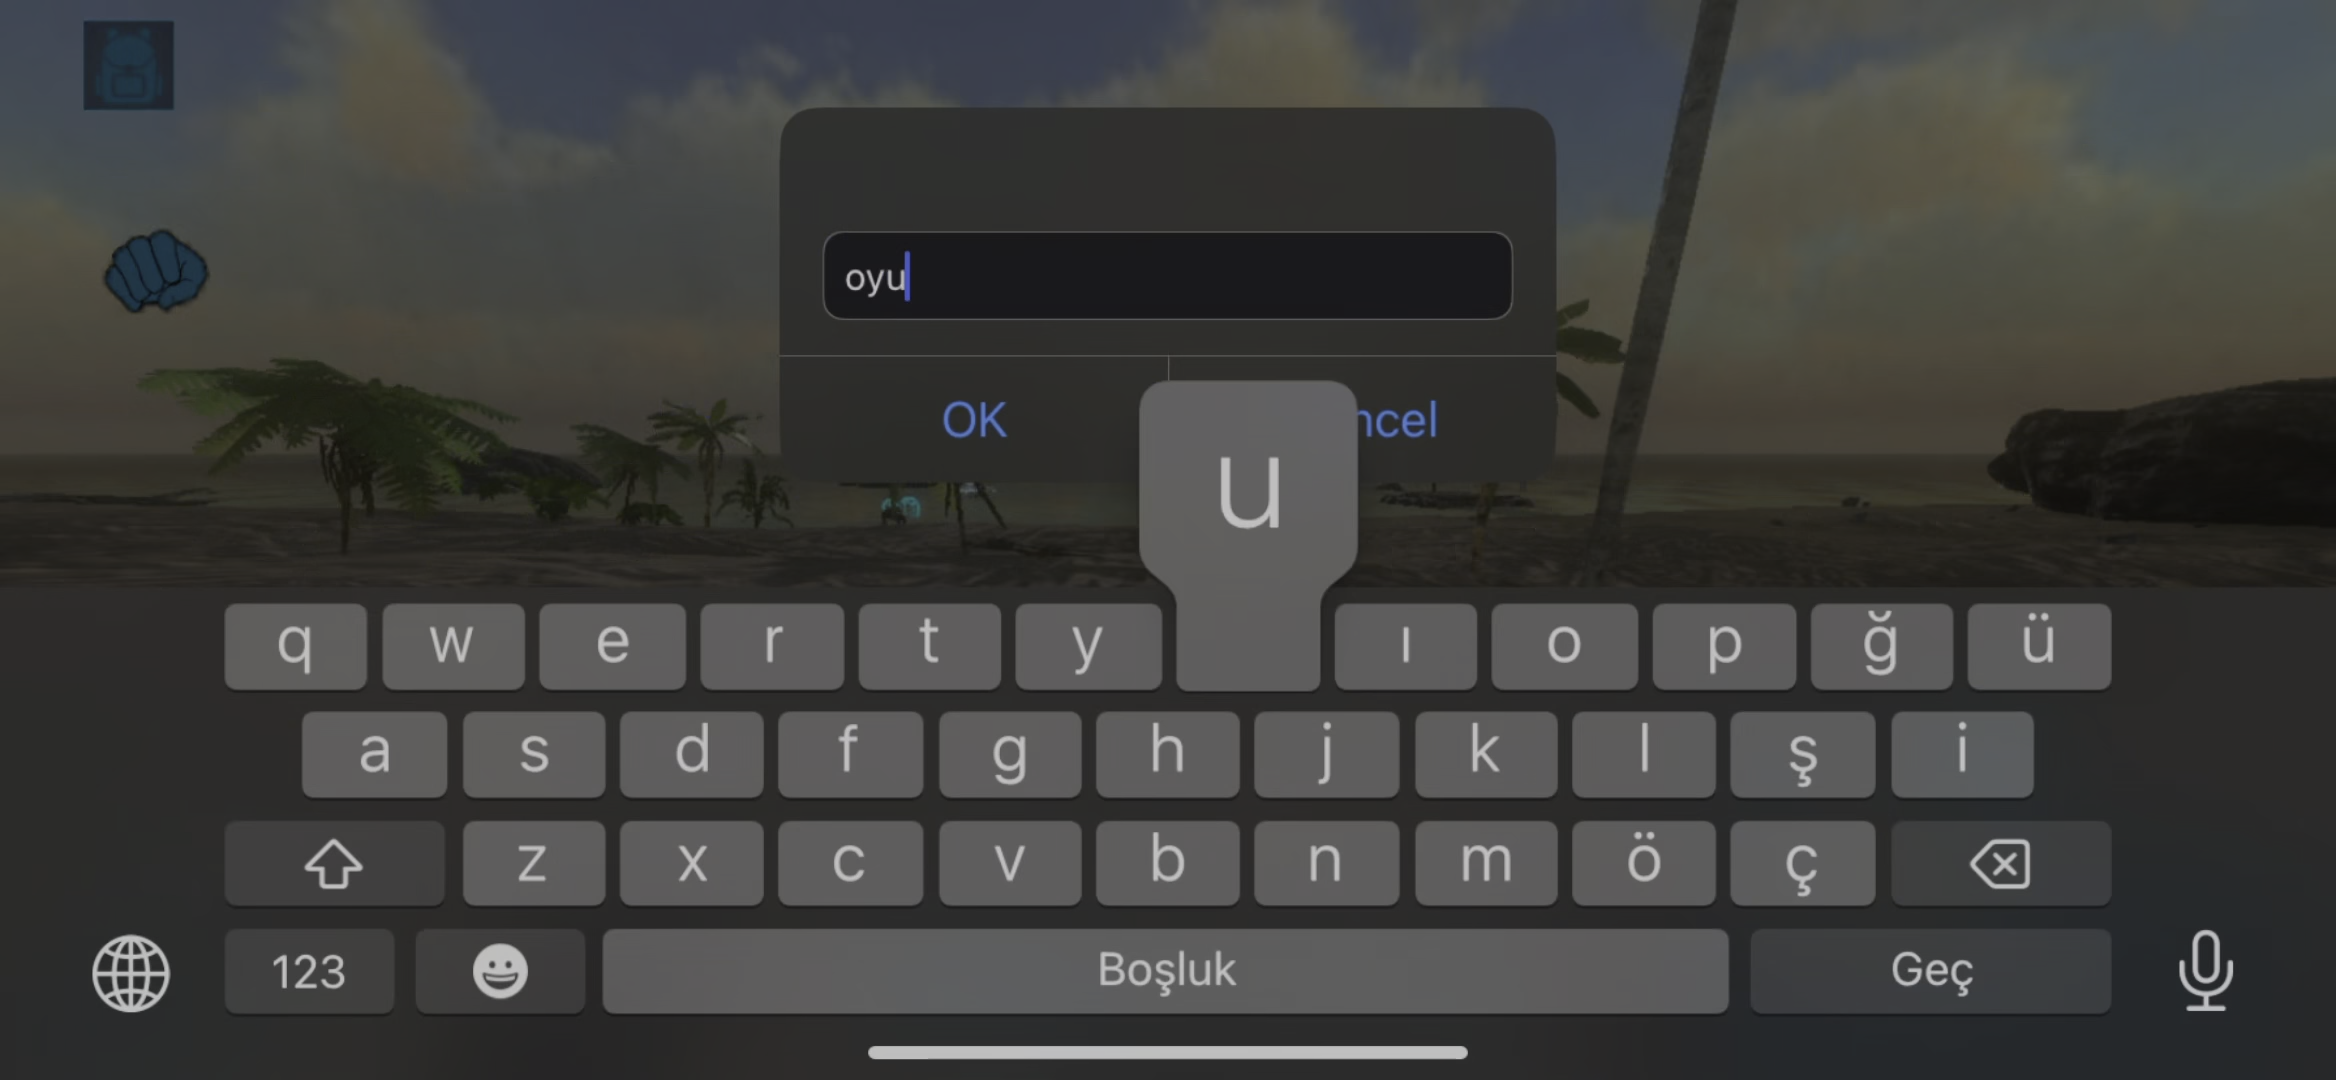 oyu
OK
ncel
u
q w e r t y ı o p ğ ü
a s d f g h j k l ş i
z x c v b n m ö ç
123 Boşluk Geç